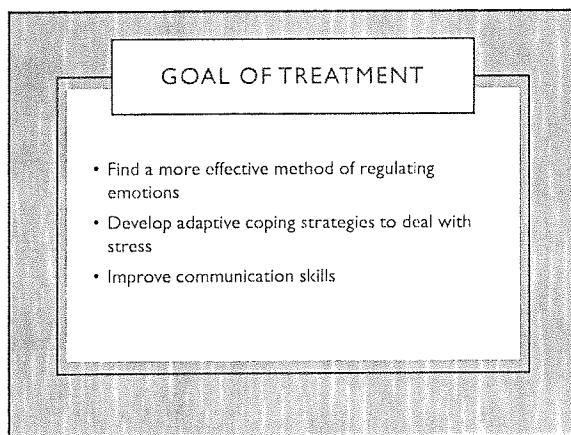 GOAL OF TREATMENT
• Find a more effective method of regulating
emotions
• Develop adaptive coping strategies to deal with
stress
• Improve communication skills